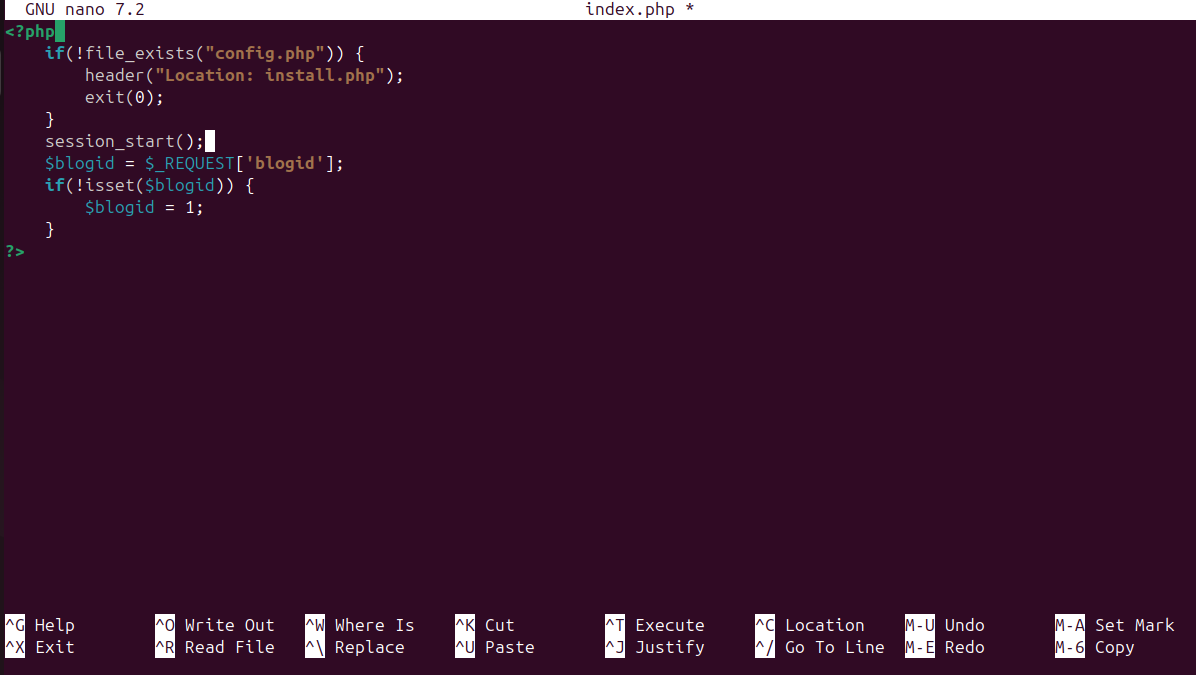 GNU nano 7.2 index.php *
<?php
    if(!file_exists("config.php")) {
        header("Location: install.php");
        exit(0);
    }
    session_start();
    $blogid = $_REQUEST['blogid'];
    if(!isset($blogid)) {
        $blogid = 1;
    }
?>
^G Help ^O Write Out ^W Where Is ^K Cut ^T Execute ^C Location M-U Undo M-A Set Mark
^X Exit ^R Read File ^\ Replace ^U Paste ^J Justify ^/ Go To Line M-E Redo M-6 Copy